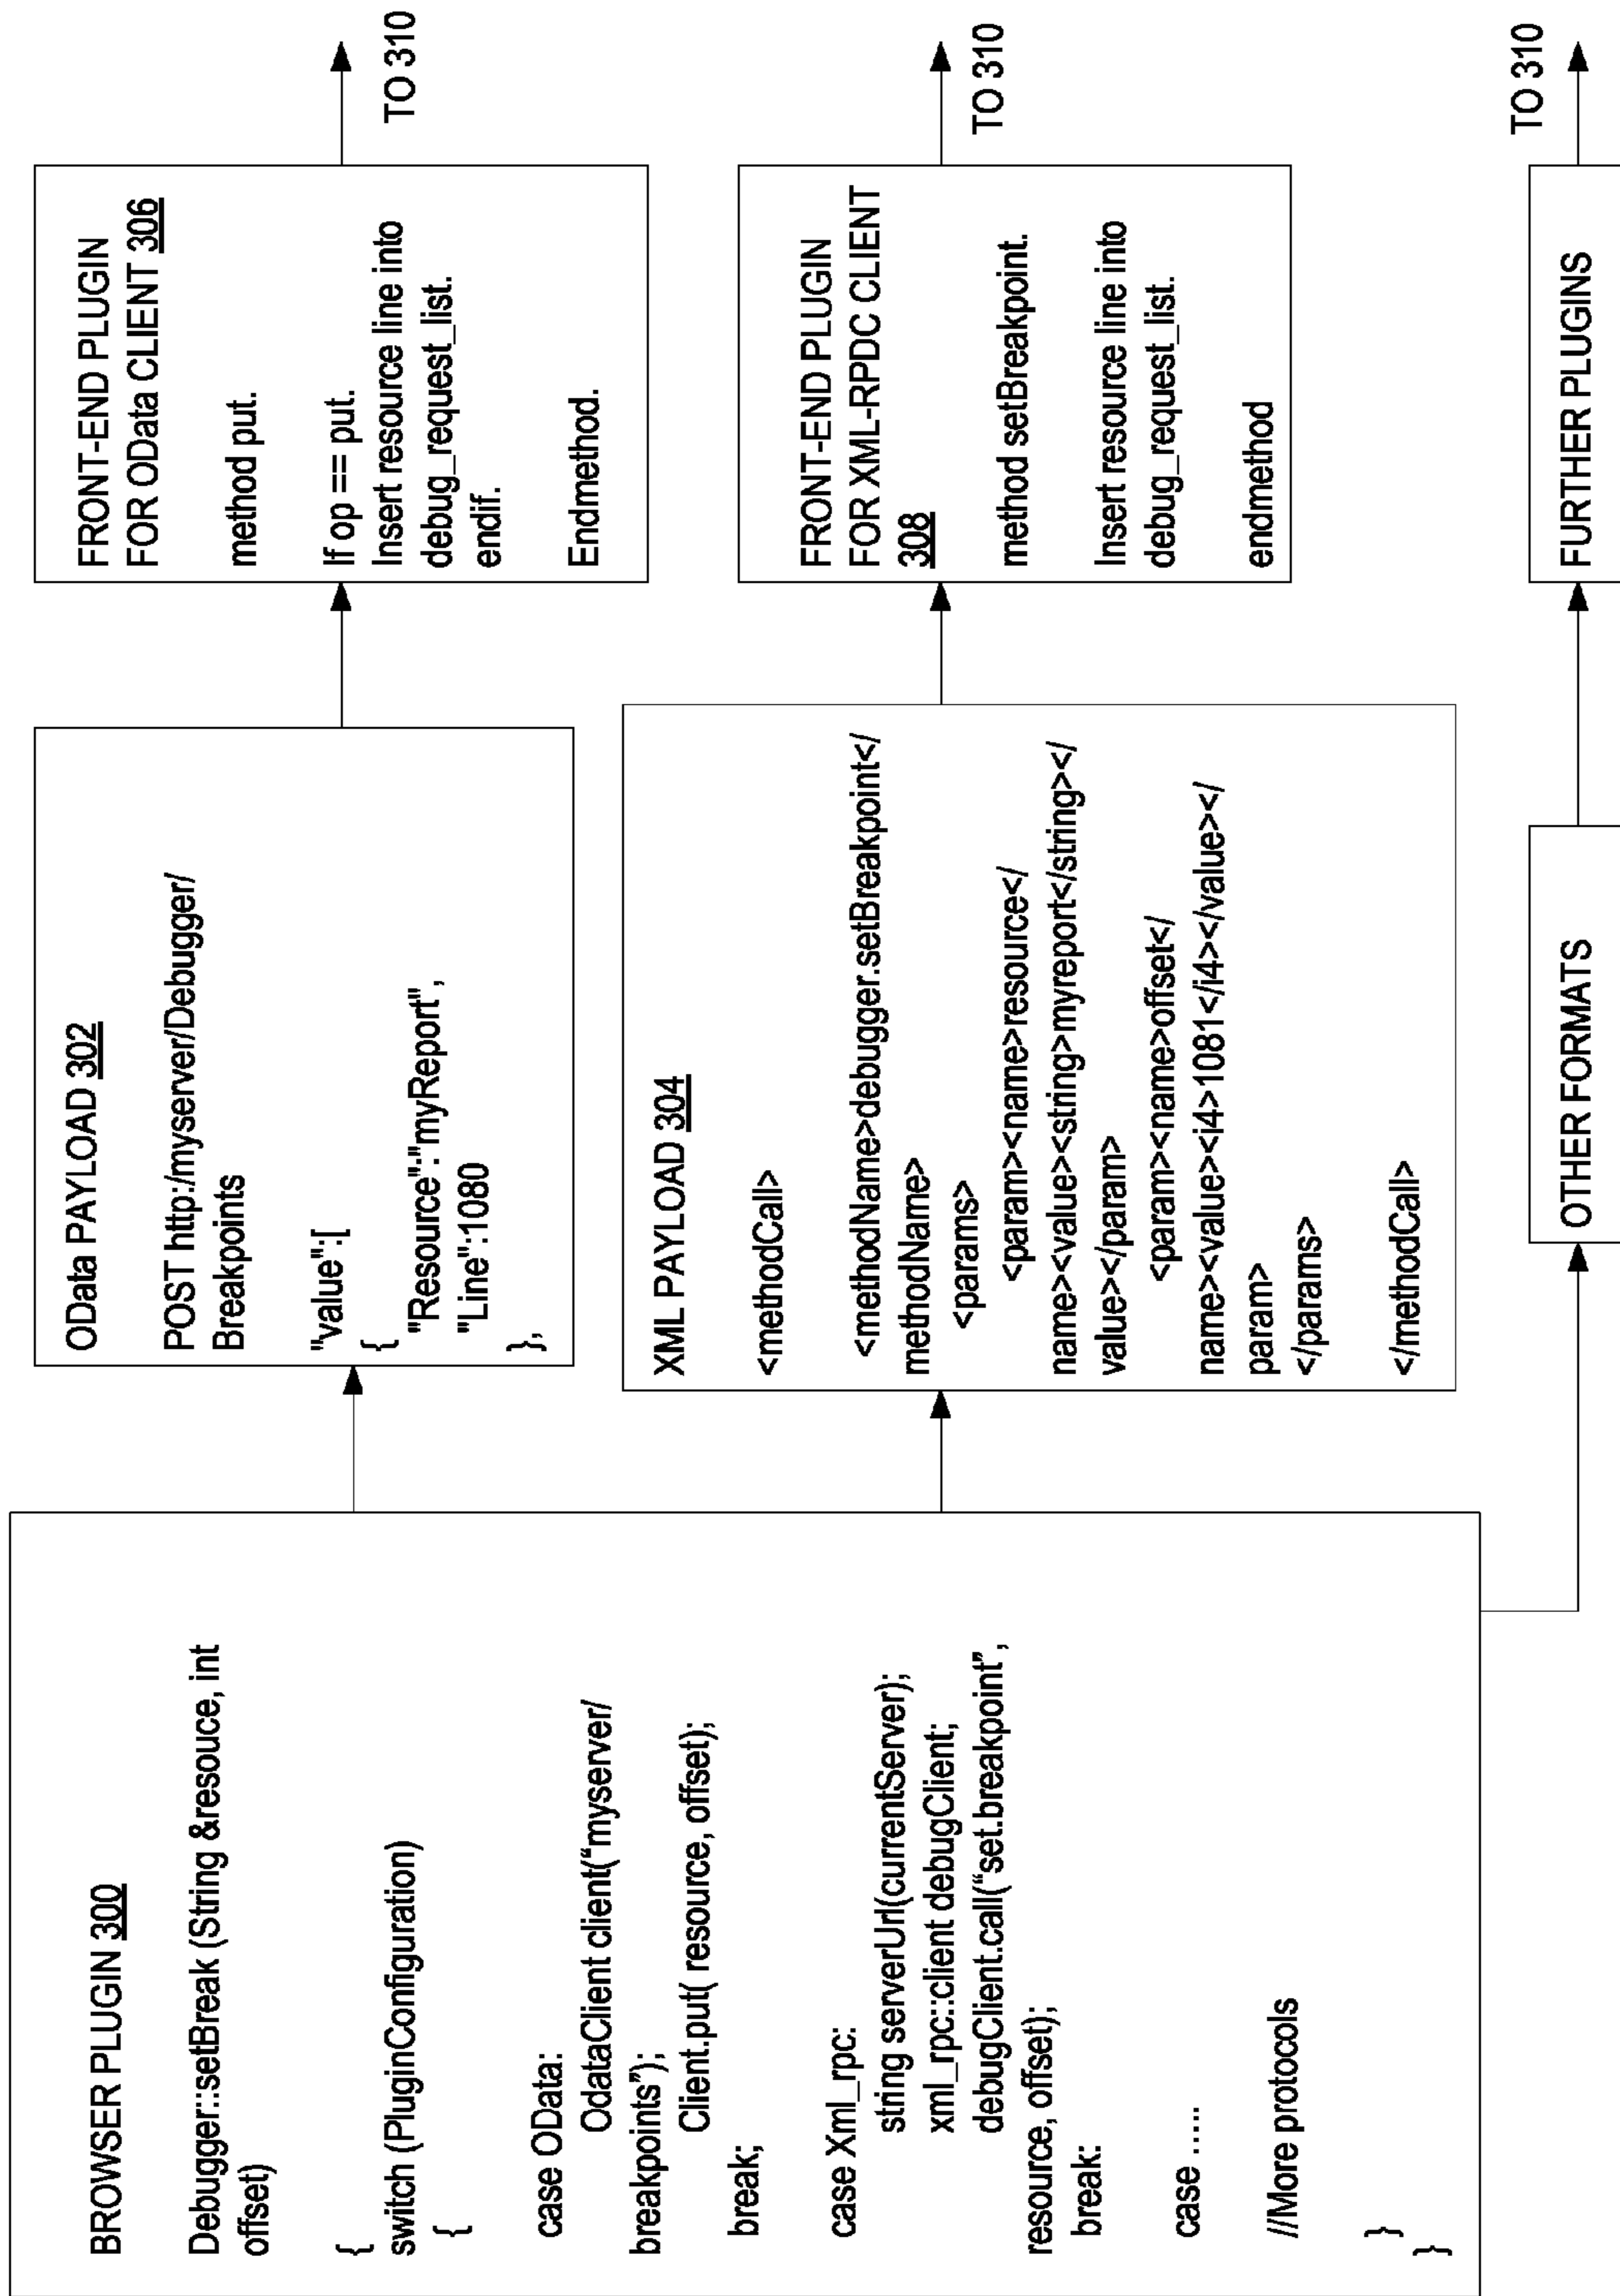 BROWSER PLUGIN 300
Debugger::setBreak (String &resouce, int
offset)
{
switch (PluginConfiguration)
{
case OData:
OdataClient client(“myserver/
breakpoints”);
Client.put( resource, offset);
break;
case Xml_rpc:
string serverUrl(currentServer);
xml_rpc::client debugClient;
debugClient.call(“set.breakpoint”,
resource, offset);
break:
case .....
//More protocols
}
}
OData PAYLOAD 302
POST http:/myserver/Debugger/
Breakpoints
"value":[
{
"Resource":"myReport",
"Line":1080
},
XML PAYLOAD 304
<methodCall>
<methodName>debugger.setBreakpoint</
methodName>
<params>
<param><name>resource</
name><value><string>myreport</string></
value></param>
<param><name>offset</
name><value><i4>1081</i4></value></
param>
</params>
</methodCall>
OTHER FORMATS
FRONT-END PLUGIN
FOR OData CLIENT 306
method put.
If op == put.
Insert resource line into
debug_request_list.
endif.
Endmethod.
FRONT-END PLUGIN
FOR XML-RPDC CLIENT
308
method setBreakpoint.
Insert resource line into
debug_request_list.
endmethod
FURTHER PLUGINS
TO 310
TO 310
TO 310